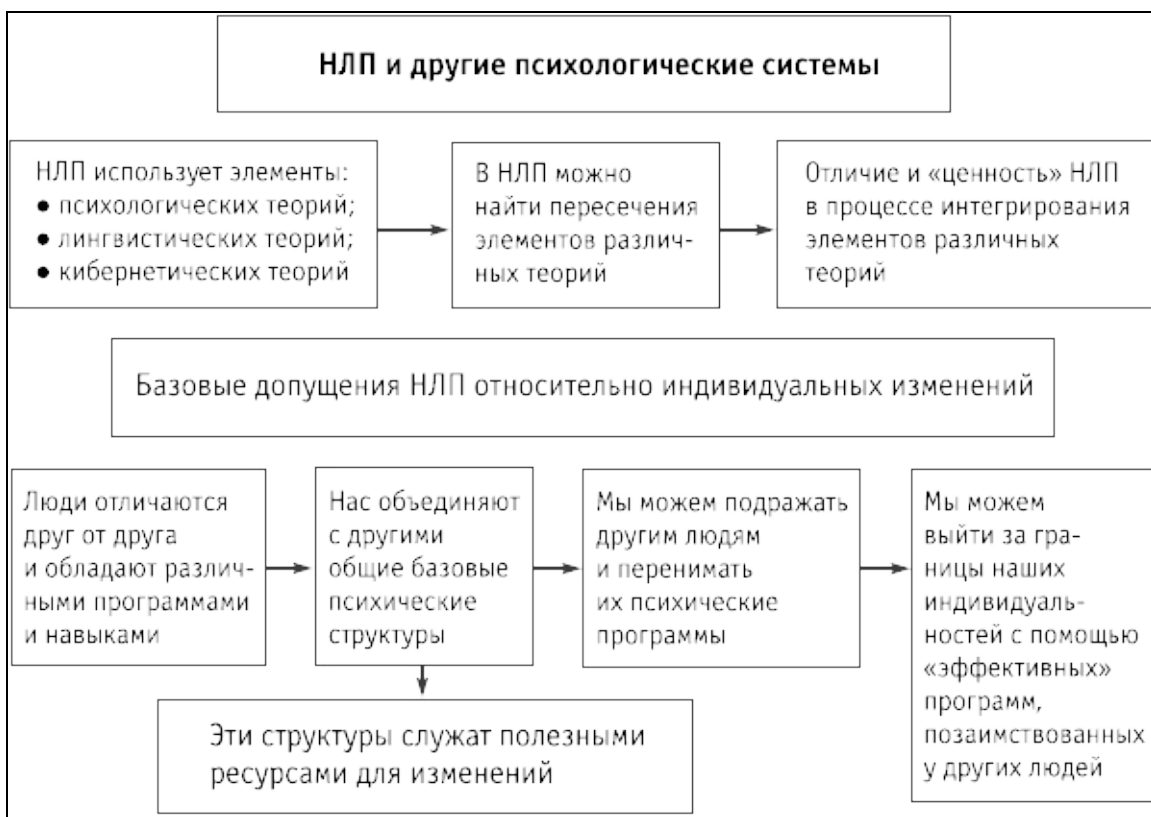 НЛП и другие психологические системы
НЛП использует элементы:
● психологических теорий;
● лингвистических теорий;
● кибернетических теорий
В НЛП можно
найти пересечения
элементов различ-
ных теорий
Отличие и «ценность» НЛП
в процессе интегрирования
элементов различных
теорий
Базовые допущения НЛП относительно индивидуальных изменений
Люди отличаются
друг от друга
и обладают различ-
ными программами
и навыками
Нас объединяют
с другими
общие базовые
психические
структуры
Мы можем подражать
другим людям
и перенимать
их психические
программы
Мы можем
выйти за гра-
ницы наших
индивидуаль-
ностей с помощью
«эффективных»
программ,
позаимствованных
у других людей
Эти структуры служат полезными
ресурсами для изменений